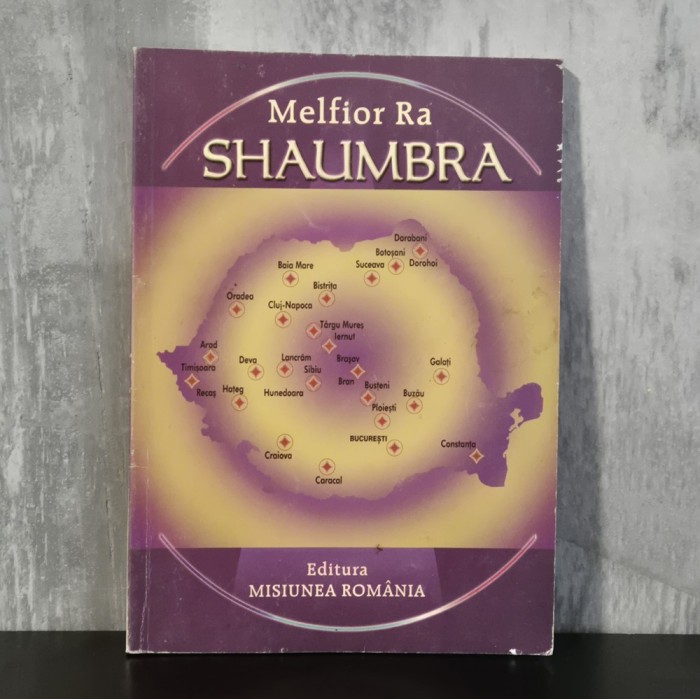 Melfior Ra
SHAUMBRA
Darabani
Botoșani
Dorohoi
Suceava
Baia Mare
Bistrița
Oradea
Cluj-Napoca
Târgu Mureș
Iernut
Arad
Timișoara
Recaș
Deva
Hațeg
Lancrăm
Hunedoara
Sibiu
Brașov
Bran
Bușteni
Ploiești
Buzău
Galați
BUCUREȘTI
Constanța
Craiova
Caracal
Editura
MISIUNEA ROMÂNIA